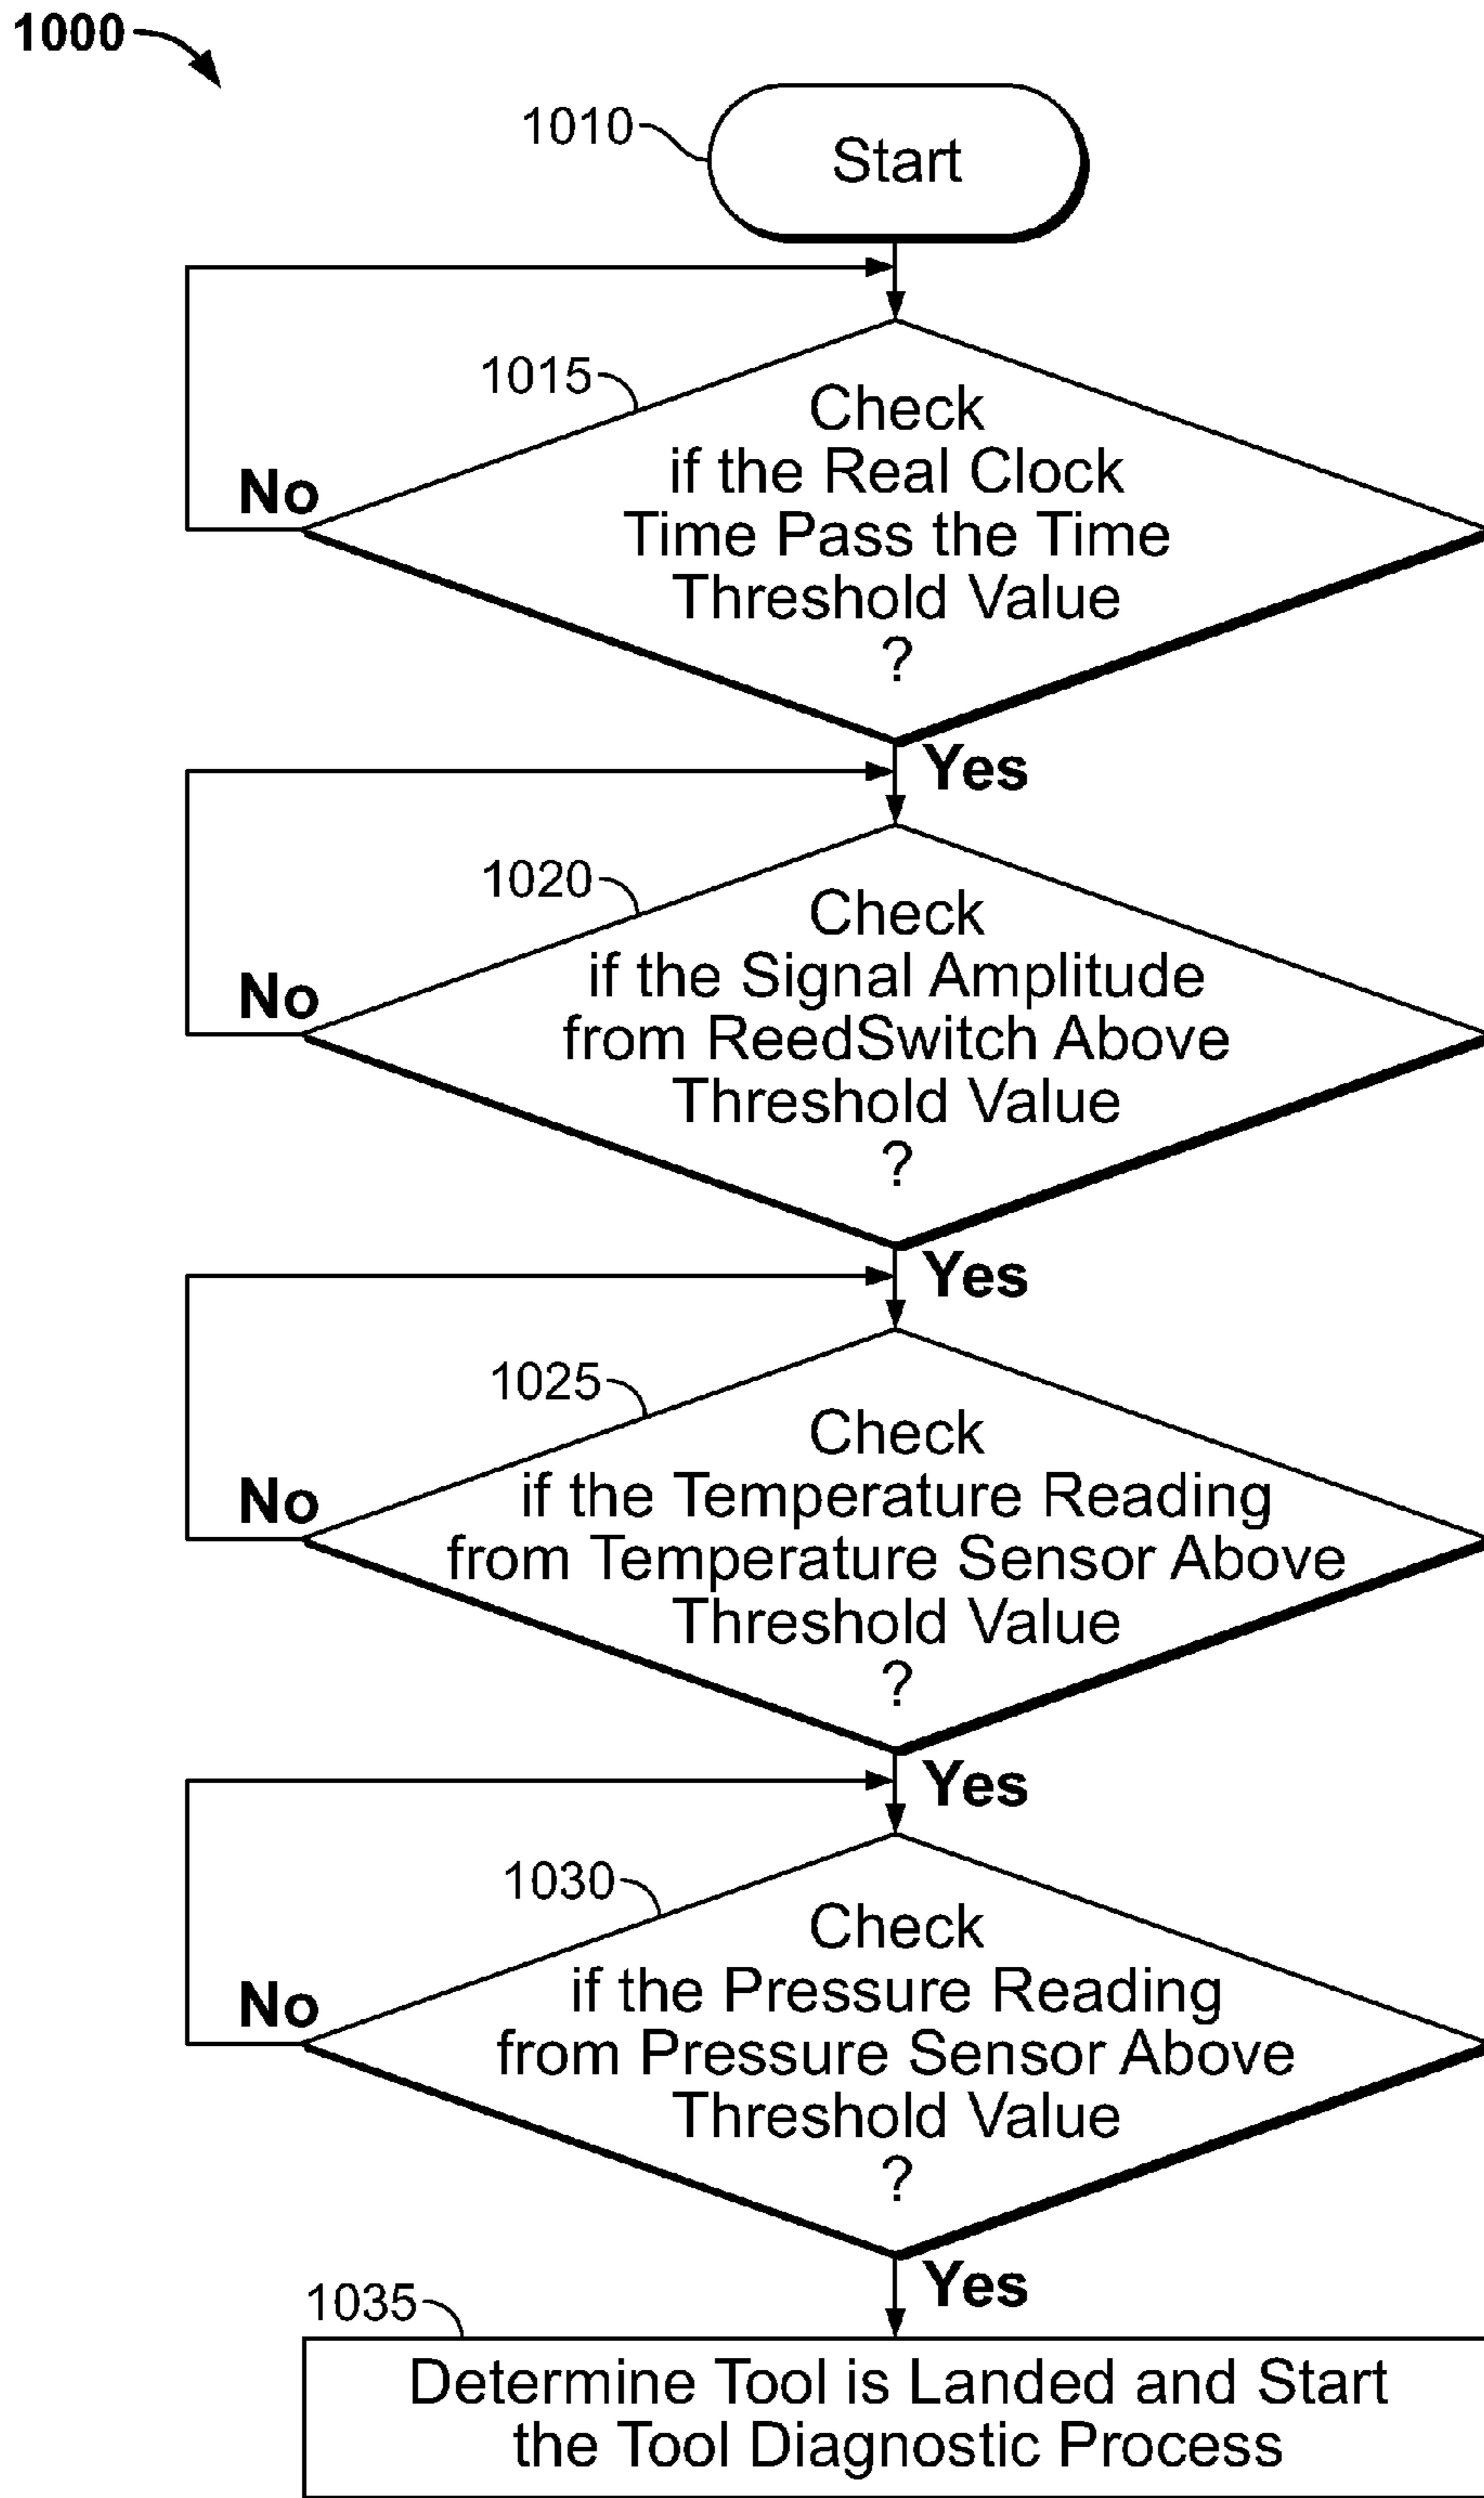 1000
1010
Start
1015
Check
if the Real Clock
Time Pass the Time
Threshold Value
?
No
Yes
1020
Check
if the Signal Amplitude
from ReedSwitch Above
Threshold Value
?
No
Yes
1025
Check
if the Temperature Reading
from Temperature Sensor Above
Threshold Value
?
No
Yes
1030
Check
if the Pressure Reading
from Pressure Sensor Above
Threshold Value
?
No
Yes
1035
Determine Tool is Landed and Start
the Tool Diagnostic Process